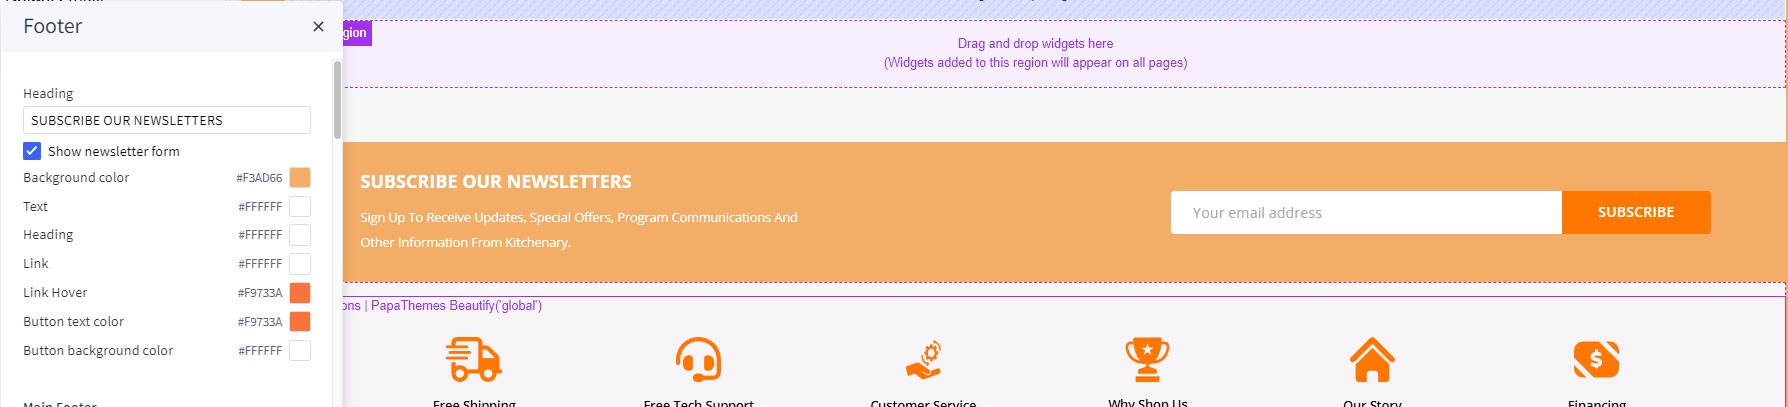 Footer
Heading
SUBSCRIBE OUR NEWSLETTERS
Show newsletter form
Background color #F3AD66
Text #FFFFFF
Heading #FFFFFF
Link #FFFFFF
Link Hover #F9733A
Button text color #F9733A
Button background color #FFFFFF
Main Footer
gion
Drag and drop widgets here
(Widgets added to this region will appear on all pages)
SUBSCRIBE OUR NEWSLETTERS
Sign Up To Receive Updates, Special Offers, Program Communications And
Other Information From Kitchenary.
Your email address
SUBSCRIBE
ons | PapaThemes Beautify('global')
Free Shipping
Free Tech Support
Customer Service
Why Shop Us
Our Story
Financing